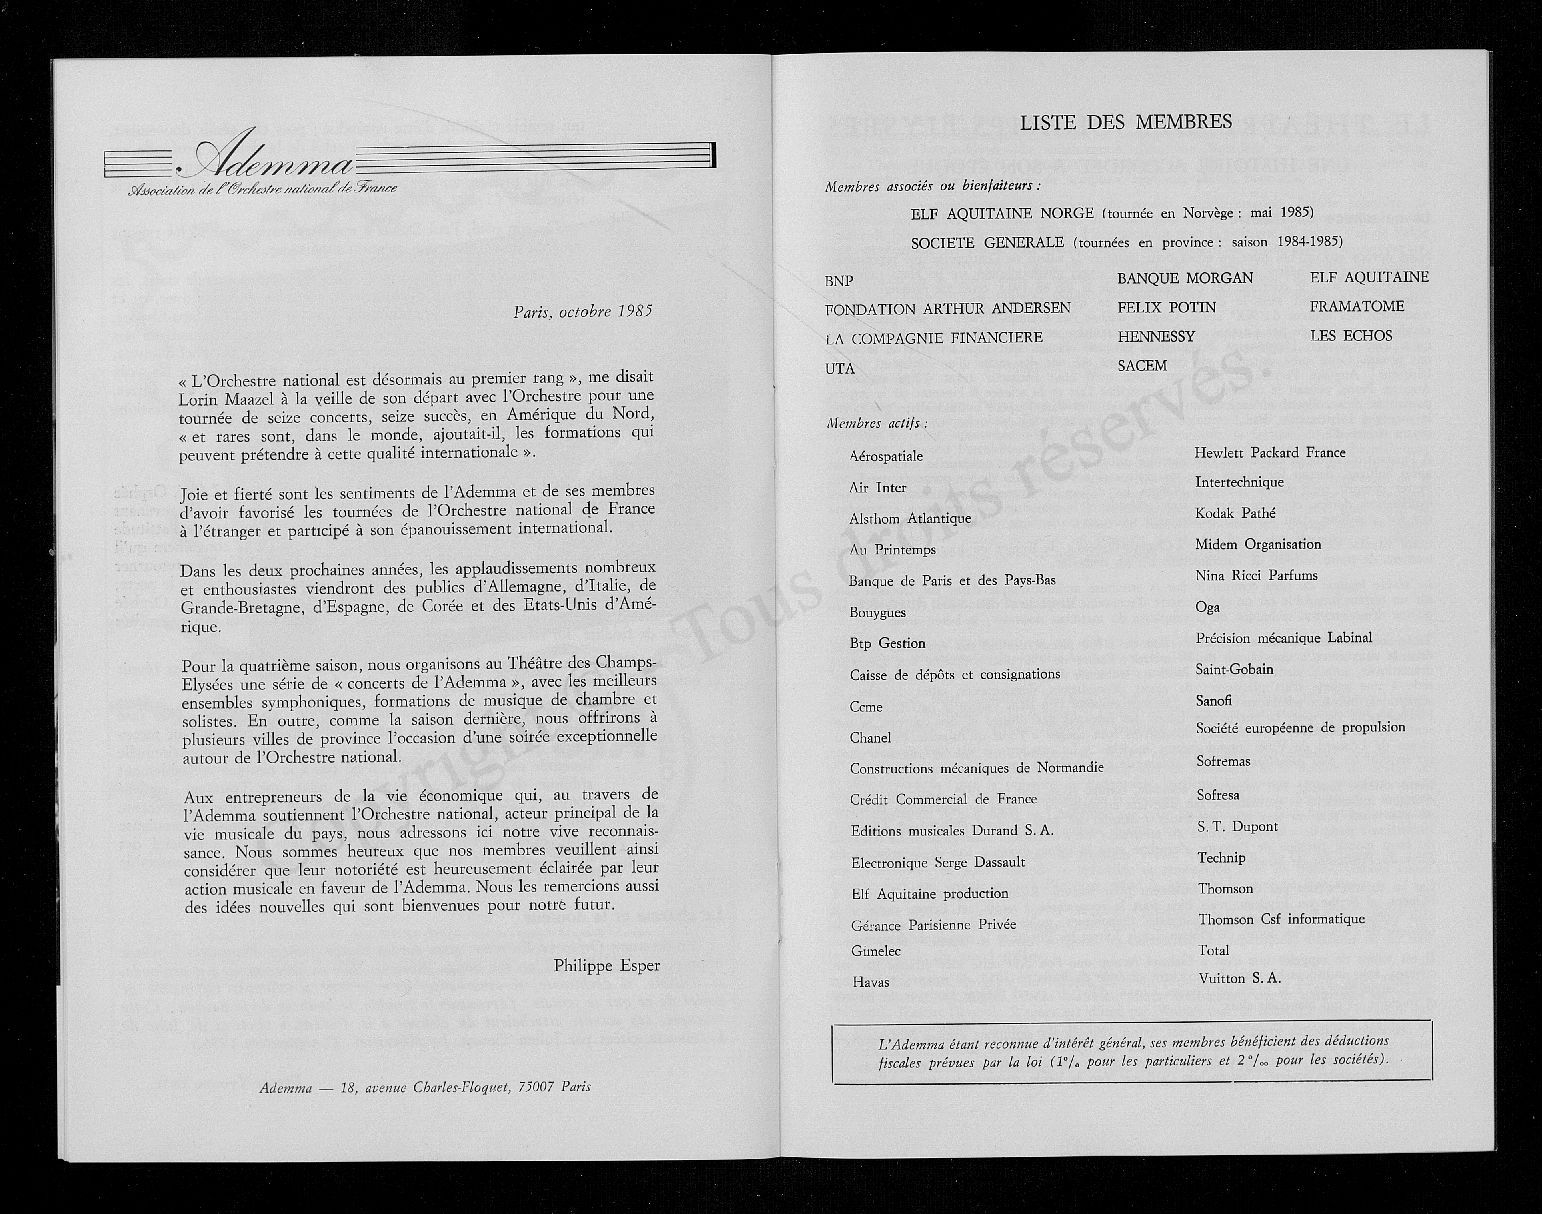 Ademma
Association de l'Orchestre national de France
Paris, octobre 1985
« L'Orchestre national est désormais au premier rang », me disait
Lorin Maazel à la veille de son départ avec l'Orchestre pour une
tournée de seize concerts, seize succès, en Amérique du Nord,
« et rares sont, dans le monde, ajoutait-il, les formations qui
peuvent prétendre à cette qualité internationale ».
Joie et fierté sont les sentiments de l'Ademma et de ses membres
d'avoir favorisé les tournées de l'Orchestre national de France
à l'étranger et participé à son épanouissement international.
Dans les deux prochaines années, les applaudissements nombreux
et enthousiastes viendront des publics d'Allemagne, d'Italie, de
Grande-Bretagne, d'Espagne, de Corée et des Etats-Unis d'Amé-
rique.
Pour la quatrième saison, nous organisons au Théâtre des Champs-
Elysées une série de « concerts de l'Ademma », avec les meilleurs
ensembles symphoniques, formations de musique de chambre et
solistes. En outre, comme la saison dernière, nous offrirons à
plusieurs villes de province l'occasion d'une soirée exceptionnelle
autour de l'Orchestre national.
Aux entrepreneurs de la vie économique qui, au travers de
l'Ademma soutiennent l'Orchestre national, acteur principal de la
vie musicale du pays, nous adressons ici notre vive reconnais-
sance. Nous sommes heureux que nos membres veuillent ainsi
considérer que leur notoriété est heureusement éclairée par leur
action musicale en faveur de l'Ademma. Nous les remercions aussi
des idées nouvelles qui sont bienvenues pour notre futur.
Philippe Esper
Ademma — 18, avenue Charles-Floquet, 75007 Paris
LISTE DES MEMBRES
Membres associés ou bienfaiteurs :
ELF AQUITAINE NORGE (tournée en Norvège : mai 1985)
SOCIETE GENERALE (tournées en province : saison 1984-1985)
BNP BANQUE MORGAN ELF AQUITAINE
FONDATION ARTHUR ANDERSEN FELIX POTIN FRAMATOME
LA COMPAGNIE FINANCIERE HENNESSY LES ECHOS
UTA SACEM
Membres actifs :
Aérospatiale
Air Inter
Alsthom Atlantique
Au Printemps
Banque de Paris et des Pays-Bas
Bouygues
Btp Gestion
Caisse de dépôts et consignations
Ccme
Chanel
Constructions mécaniques de Normandie
Crédit Commercial de France
Editions musicales Durand S. A.
Electronique Serge Dassault
Elf Aquitaine production
Gérance Parisienne Privée
Gunelec
Havas
Hewlett Packard France
Intertechnique
Kodak Pathé
Midem Organisation
Nina Ricci Parfums
Oga
Précision mécanique Labinal
Saint-Gobain
Sanofi
Société européenne de propulsion
Sofremas
Sofresa
S. T. Dupont
Technip
Thomson
Thomson Csf informatique
Total
Vuitton S. A.
L'Ademma étant reconnue d'intérêt général, ses membres bénéficient des déductions
fiscales prévues par la loi (1 % pour les particuliers et 2 ‰ pour les sociétés).
Tous droits réservés.